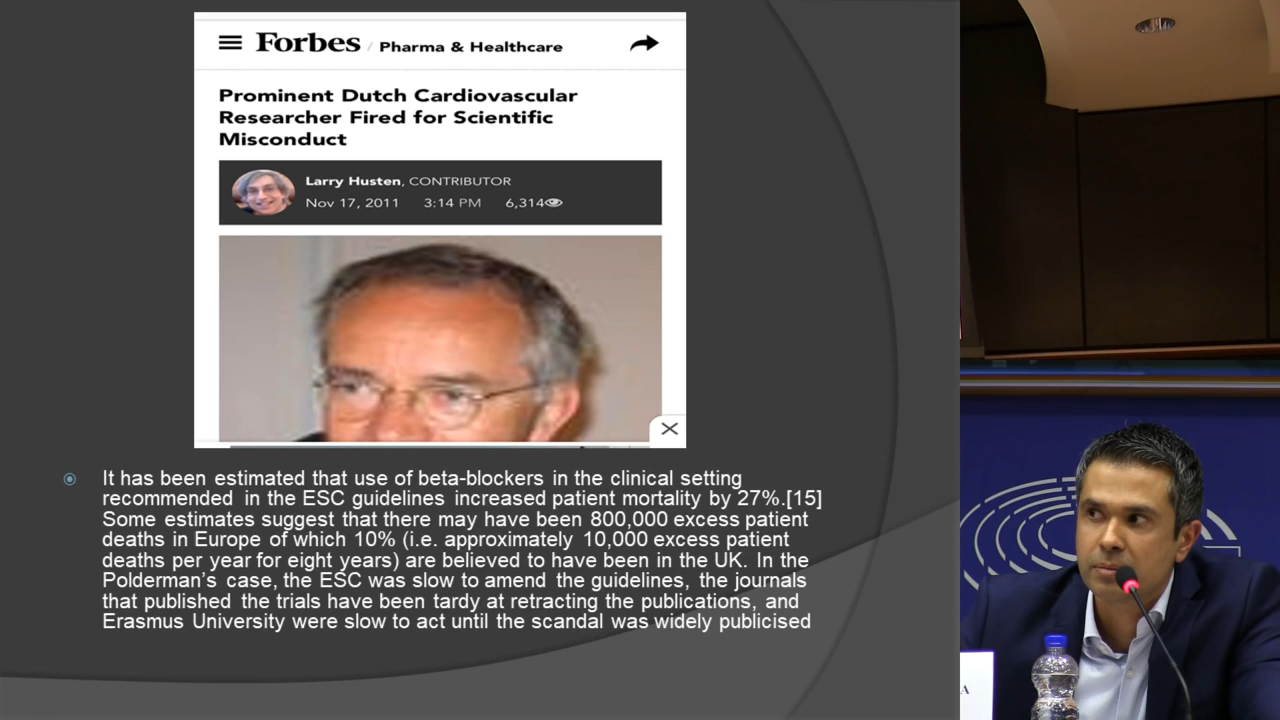 Forbes / Pharma & Healthcare
Prominent Dutch Cardiovascular
Researcher Fired for Scientific
Misconduct
Larry Husten, CONTRIBUTOR
Nov 17, 2011 3:14 PM 6,314
It has been estimated that use of beta-blockers in the clinical setting
recommended in the ESC guidelines increased patient mortality by 27%.[15]
Some estimates suggest that there may have been 800,000 excess patient
deaths in Europe of which 10% (i.e. approximately 10,000 excess patient
deaths per year for eight years) are believed to have been in the UK. In the
Polderman's case, the ESC was slow to amend the guidelines, the journals
that published the trials have been tardy at retracting the publications, and
Erasmus University were slow to act until the scandal was widely publicised
A